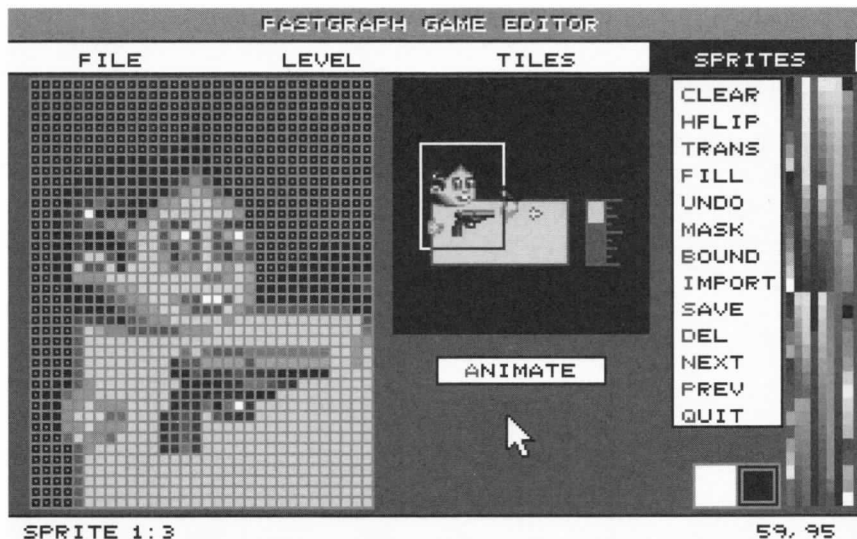 FASTGRAPH GAME EDITOR
FILE LEVEL TILES SPRITES
CLEAR
HFLIP
TRANS
FILL
UNDO
MASK
BOUND
IMPORT
SAVE
DEL
NEXT
PREV
QUIT
ANIMATE
SPRITE 1:3 59,95